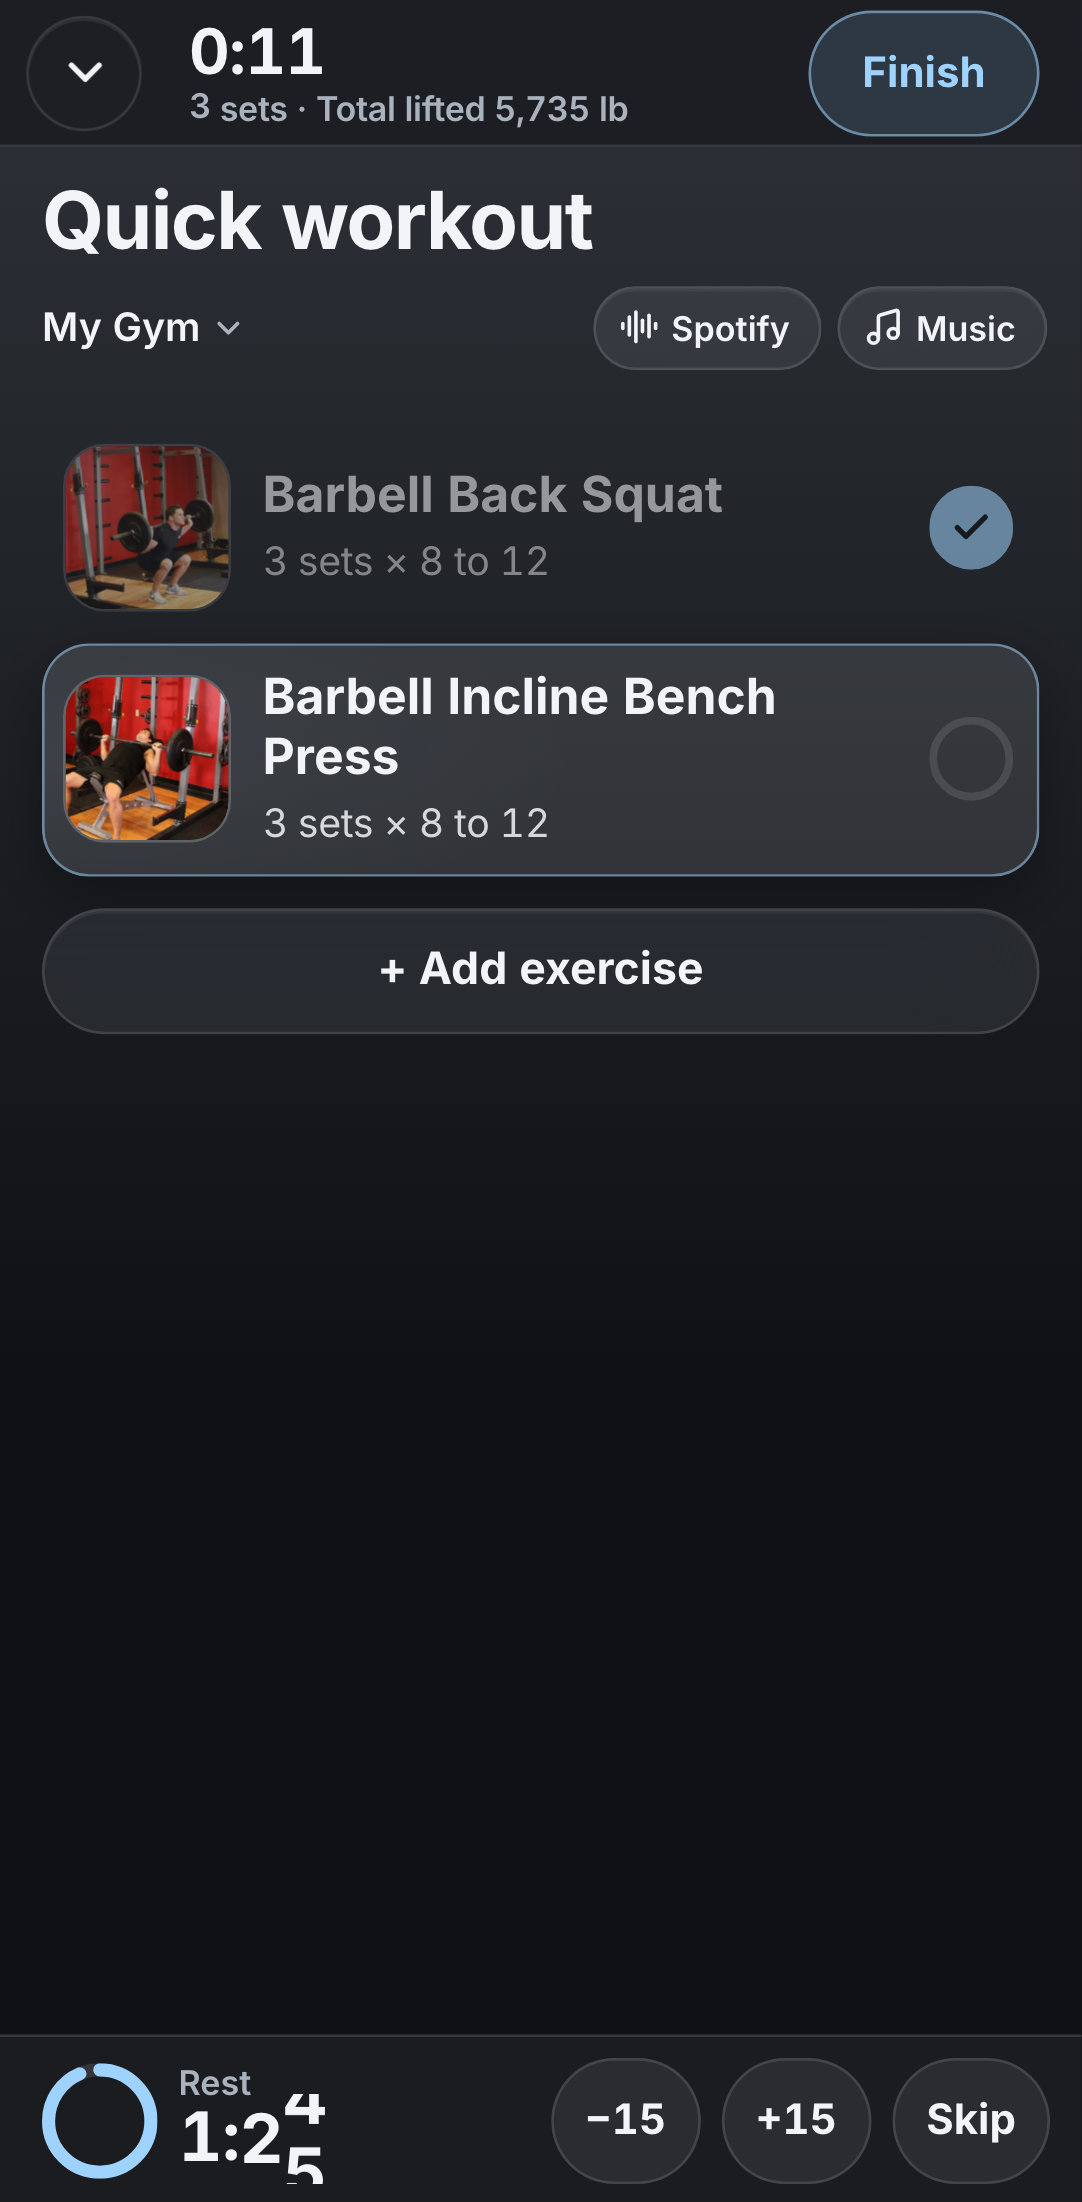 0:11
3 sets · Total lifted 5,735 lb
Finish
Quick workout
My Gym
Spotify
Music
Barbell Back Squat
3 sets × 8 to 12
Barbell Incline Bench
Press
3 sets × 8 to 12
+ Add exercise
Rest
1:2
−15
+15
Skip